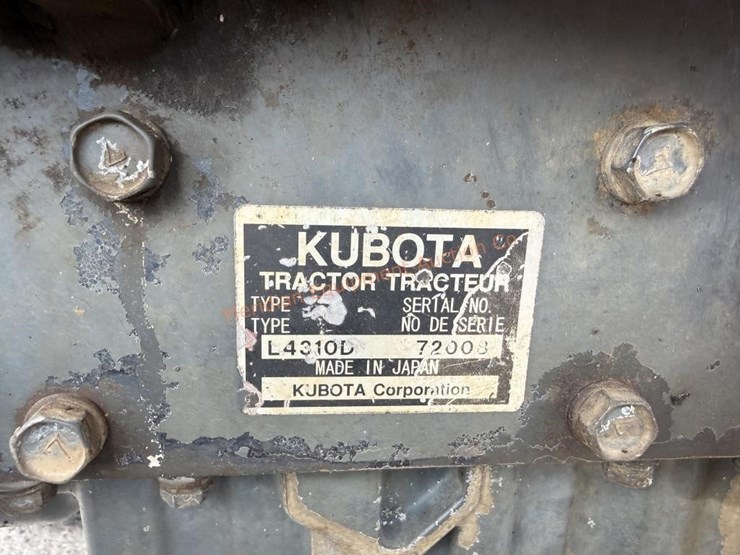 KUBOTA
TRACTOR TRACTEUR
TYPE SERIAL NO.
TYPE NO DE SERIE
L4310D 72008
MADE IN JAPAN
KUBOTA Corporation